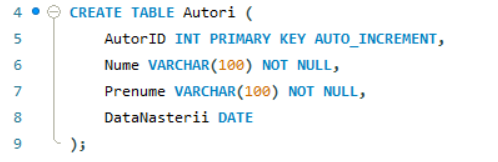 4 CREATE TABLE Autori (
5 AutorID INT PRIMARY KEY AUTO_INCREMENT,
6 Nume VARCHAR(100) NOT NULL,
7 Prenume VARCHAR(100) NOT NULL,
8 DataNasterii DATE
9 );